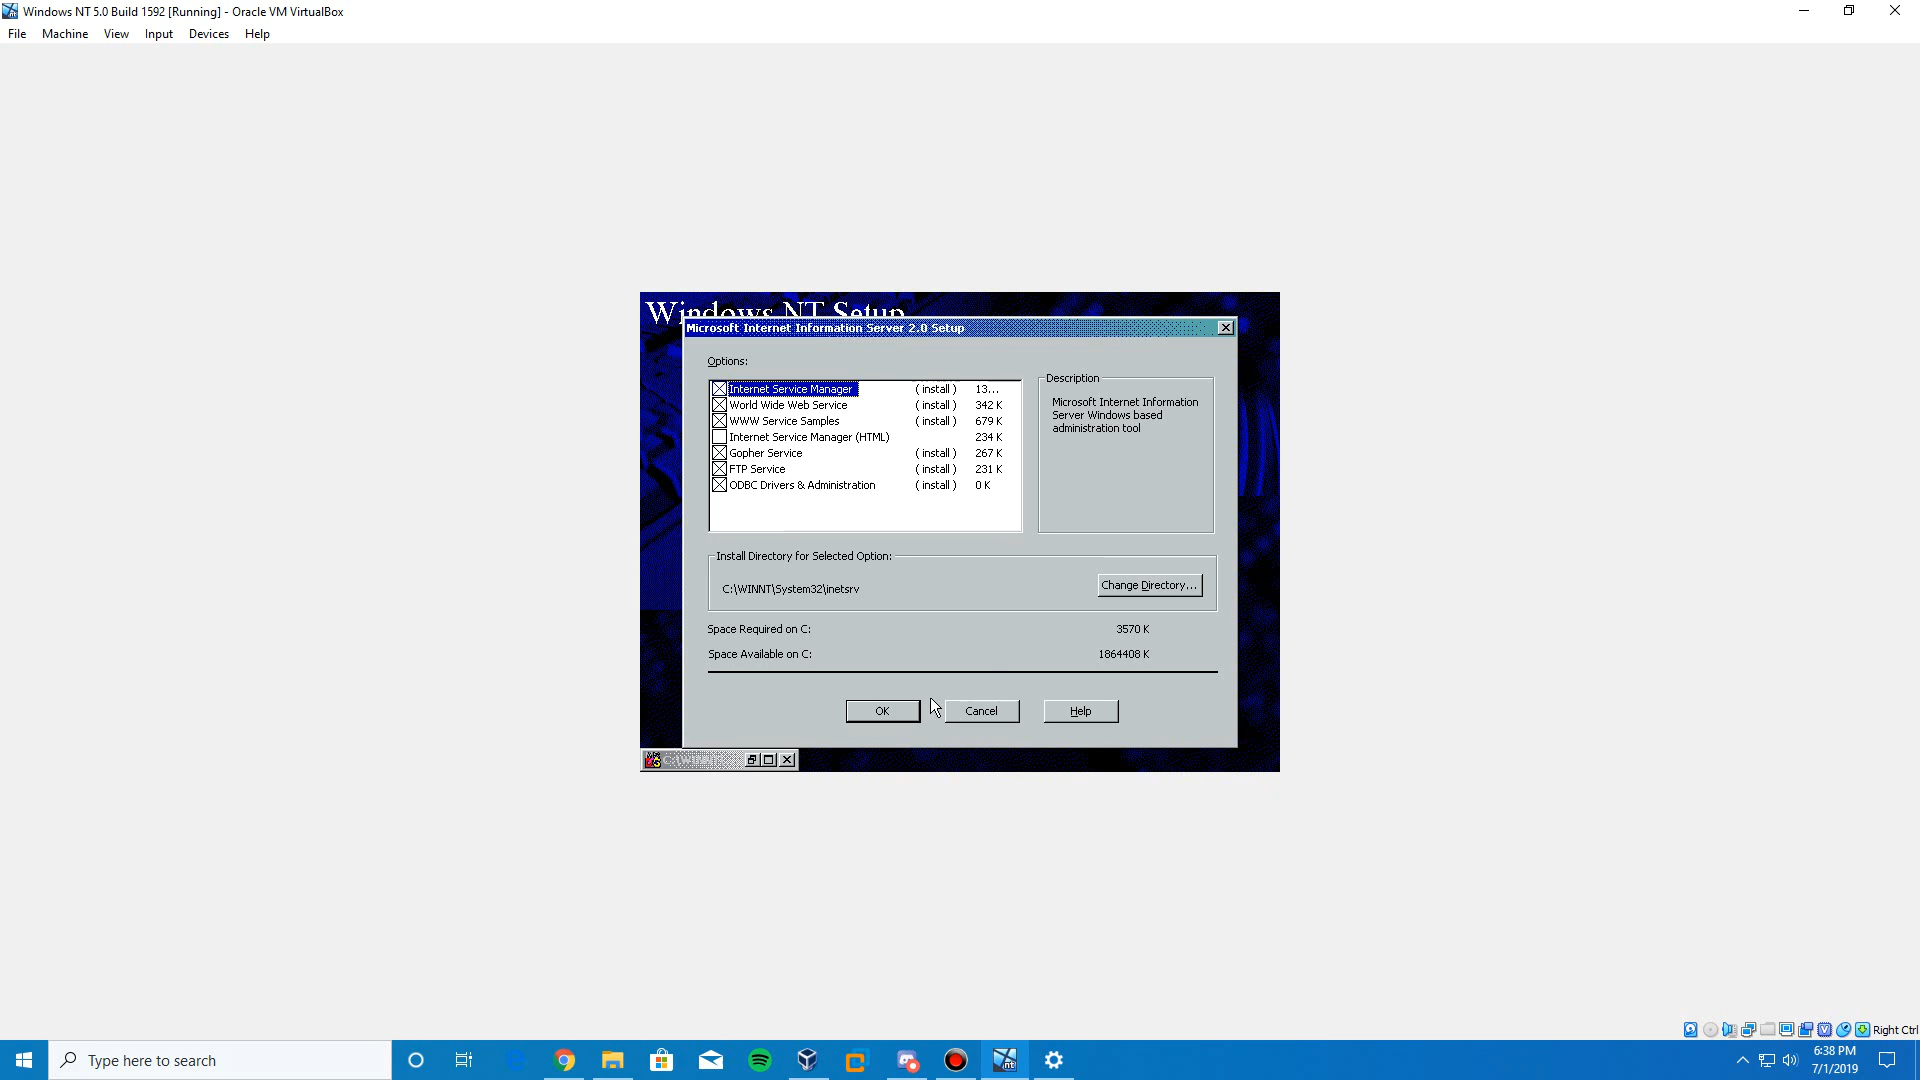 Windows NT 5.0 Build 1592 [Running] - Oracle VM VirtualBox
File Machine View Input Devices Help
Windows NT Setup
Microsoft Internet Information Server 2.0 Setup
Options:
Internet Service Manager ( install ) 13...
World Wide Web Service ( install ) 342 K
WWW Service Samples ( install ) 679 K
Internet Service Manager (HTML) 234 K
Gopher Service ( install ) 267 K
FTP Service ( install ) 231 K
ODBC Drivers & Administration ( install ) 0 K
Description
Microsoft Internet Information
Server Windows based
administration tool
Install Directory for Selected Option:
C:\WINNT\System32\inetsrv
Change Directory...
Space Required on C: 3570 K
Space Available on C: 1864408 K
OK Cancel Help
Right Ctrl
Type here to search
nt
6:38 PM
7/1/2019